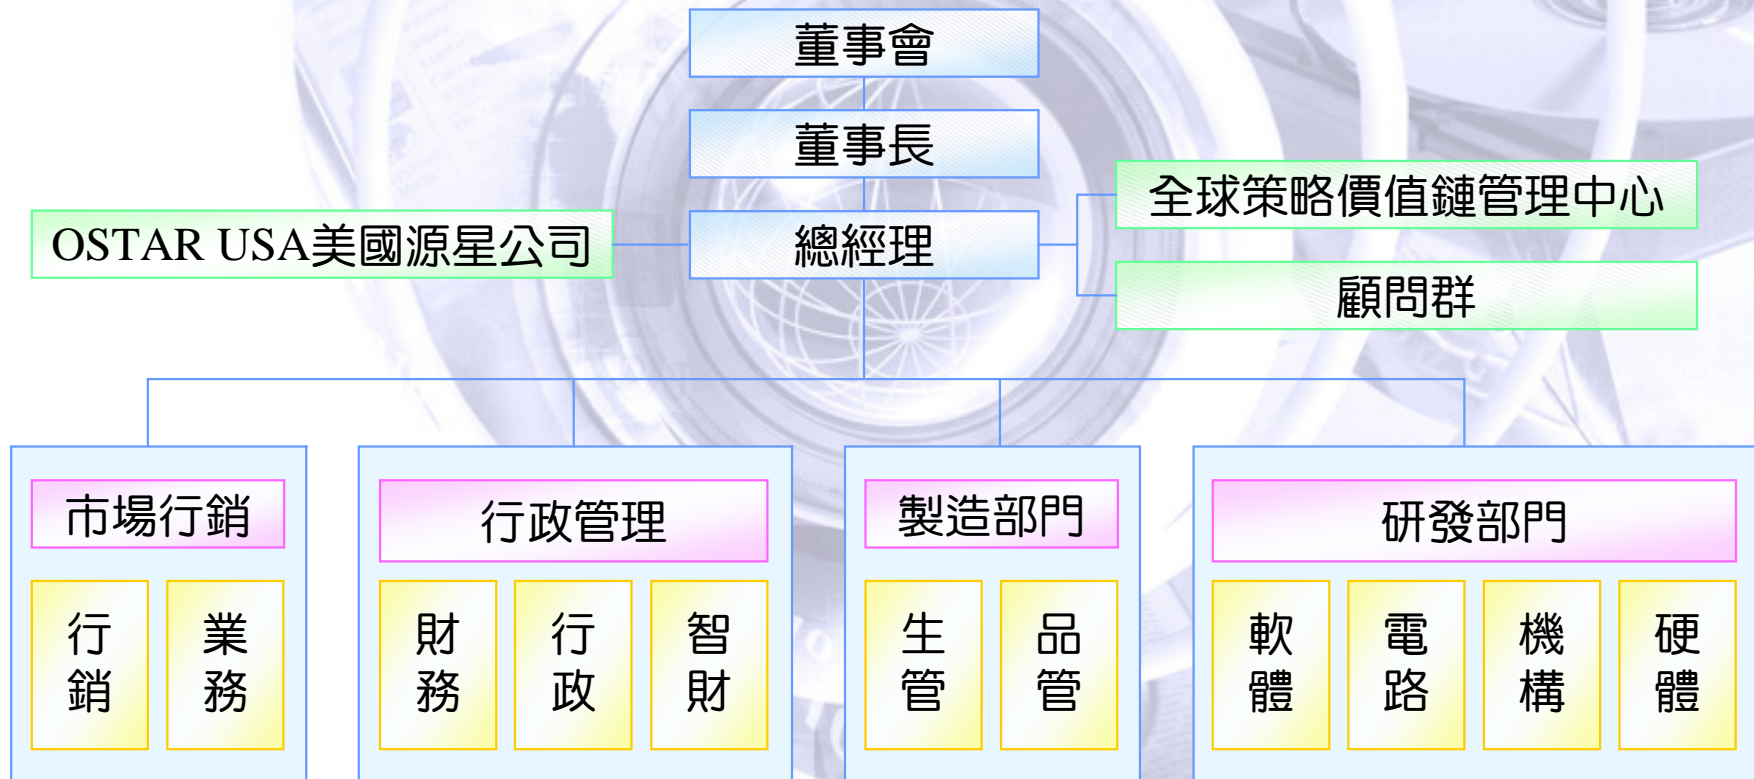 董事會
董事長
總經理
OSTAR USA美國源星公司
全球策略價值鏈管理中心
顧問群
市場行銷
行銷
業務
行政管理
財務
行政
智財
製造部門
生管
品管
研發部門
軟體
電路
機構
硬體